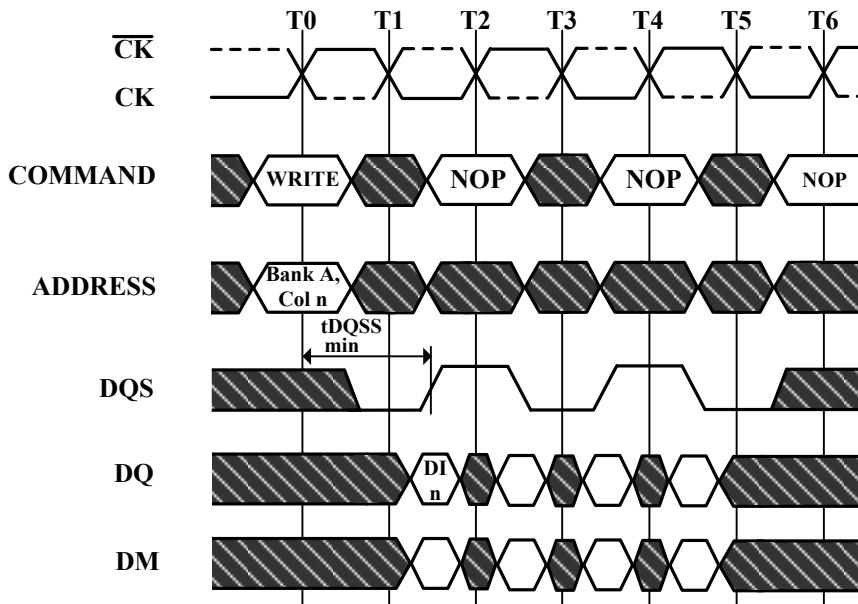 T0 T1 T2 T3 T4 T5 T6
CK
CK
COMMAND WRITE NOP NOP NOP
ADDRESS Bank A,
Col n
tDQSS
min
DQS
DQ DI
n
DM